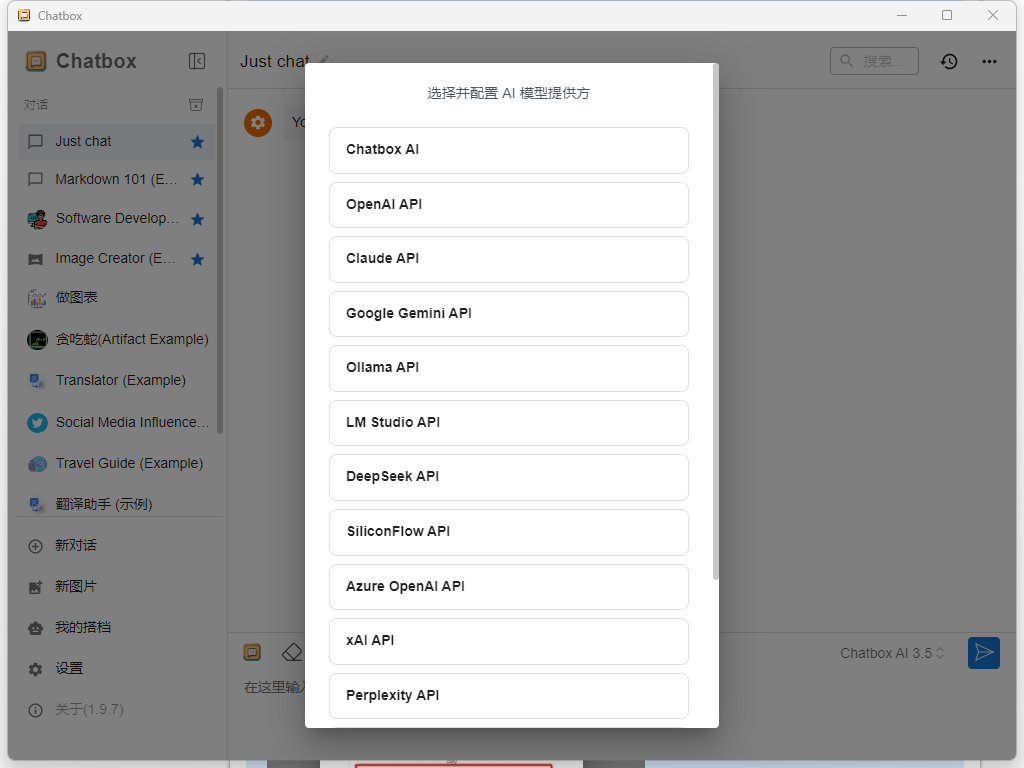 Chatbox
Chatbox
Just chat
搜索...
对话
Just chat
Markdown 101 (E...
Software Develop...
Image Creator (E...
做图表
贪吃蛇(Artifact Example)
Translator (Example)
Social Media Influence...
Travel Guide (Example)
翻译助手 (示例)
新对话
新图片
我的搭档
设置
关于(1.9.7)
选择并配置 AI 模型提供方
Chatbox AI
OpenAI API
Claude API
Google Gemini API
Ollama API
LM Studio API
DeepSeek API
SiliconFlow API
Azure OpenAI API
xAI API
Perplexity API
Chatbox AI 3.5
在这里输入